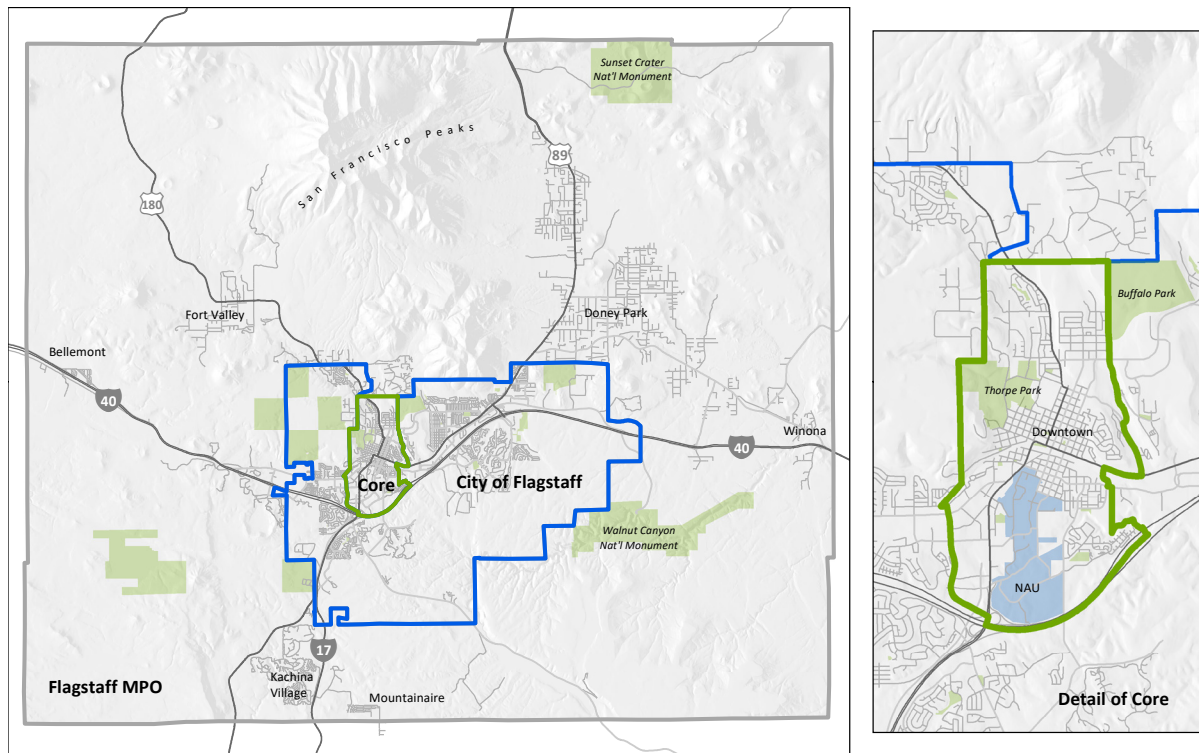 Sunset Crater
Nat'l Monument
San Francisco Peaks
89
180
Fort Valley
Doney Park
Bellemont
40
Winona
40
Core
City of Flagstaff
Walnut Canyon
Nat'l Monument
17
Kachina
Village
Flagstaff MPO
Mountainaire
Buffalo Park
Thorpe Park
Downtown
NAU
Detail of Core